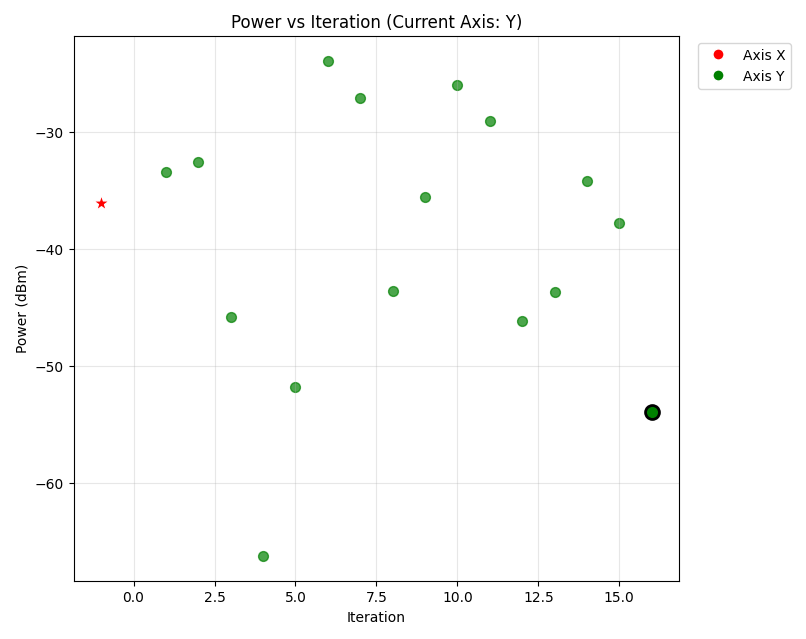 Power vs Iteration (Current Axis: Y)
Axis X
Axis Y
Power (dBm)
−30
−40
−50
−60
0.0 2.5 5.0 7.5 10.0 12.5 15.0
Iteration